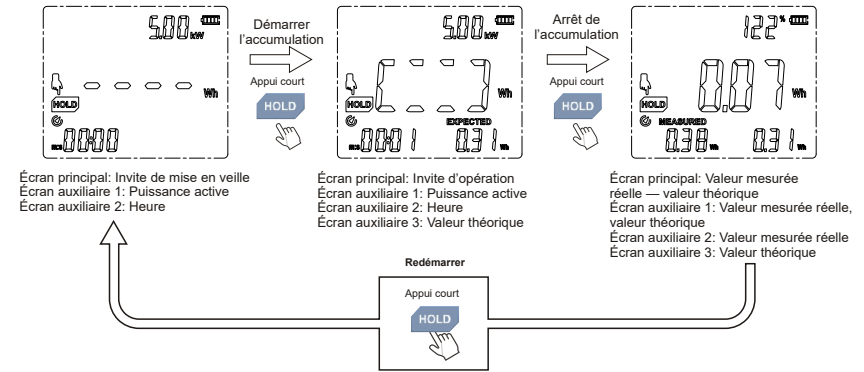 5.00 kW
HOLD
- - - - Wh
M:S 00:00
Démarrer
l'accumulation
Appui court
HOLD
5.00 kW
HOLD
Wh
EXPECTED
M:S 00:01 0.31 Wh
Arrêt de
l'accumulation
Appui court
HOLD
122 %
HOLD
0.07 Wh
MEASURED
0.38 Wh 0.31 Wh
Écran principal: Invite de mise en veille
Écran auxiliaire 1: Puissance active
Écran auxiliaire 2: Heure
Écran principal: Invite d'opération
Écran auxiliaire 1: Puissance active
Écran auxiliaire 2: Heure
Écran auxiliaire 3: Valeur théorique
Écran principal: Valeur mesurée
réelle — valeur théorique
Écran auxiliaire 1: Valeur mesurée réelle,
valeur théorique
Écran auxiliaire 2: Valeur mesurée réelle
Écran auxiliaire 3: Valeur théorique
Redémarrer
Appui court
HOLD